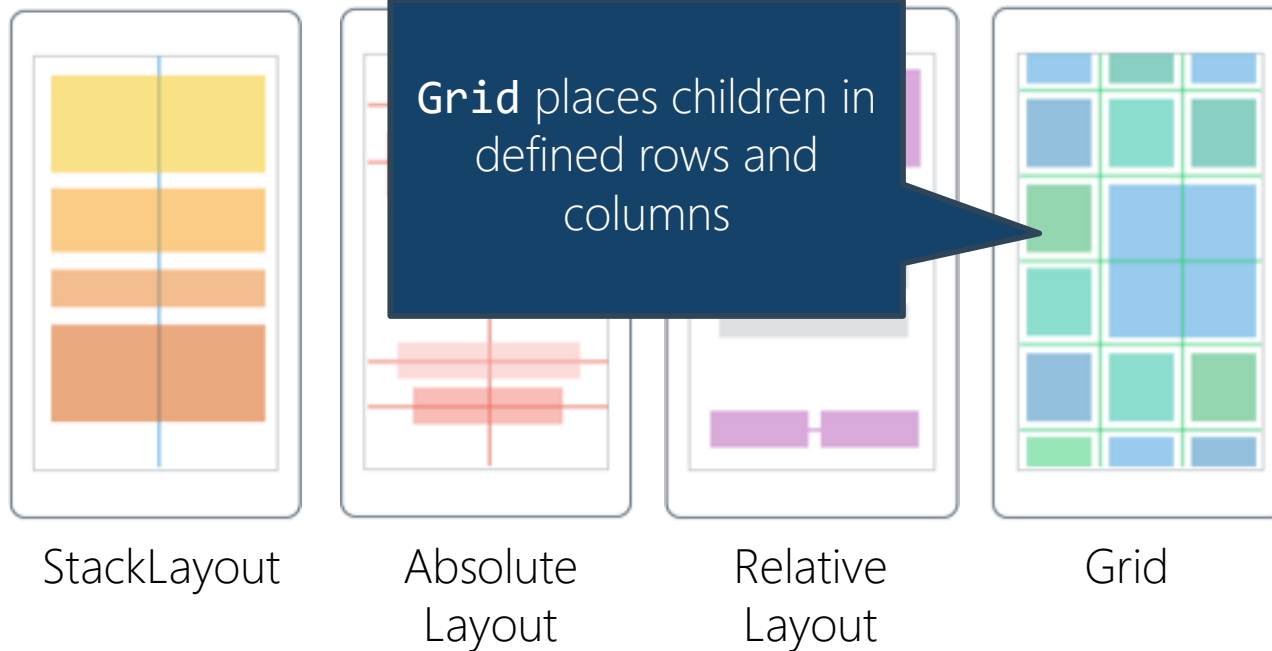 Grid places children in
defined rows and
columns
StackLayout
Absolute
Layout
Relative
Layout
Grid